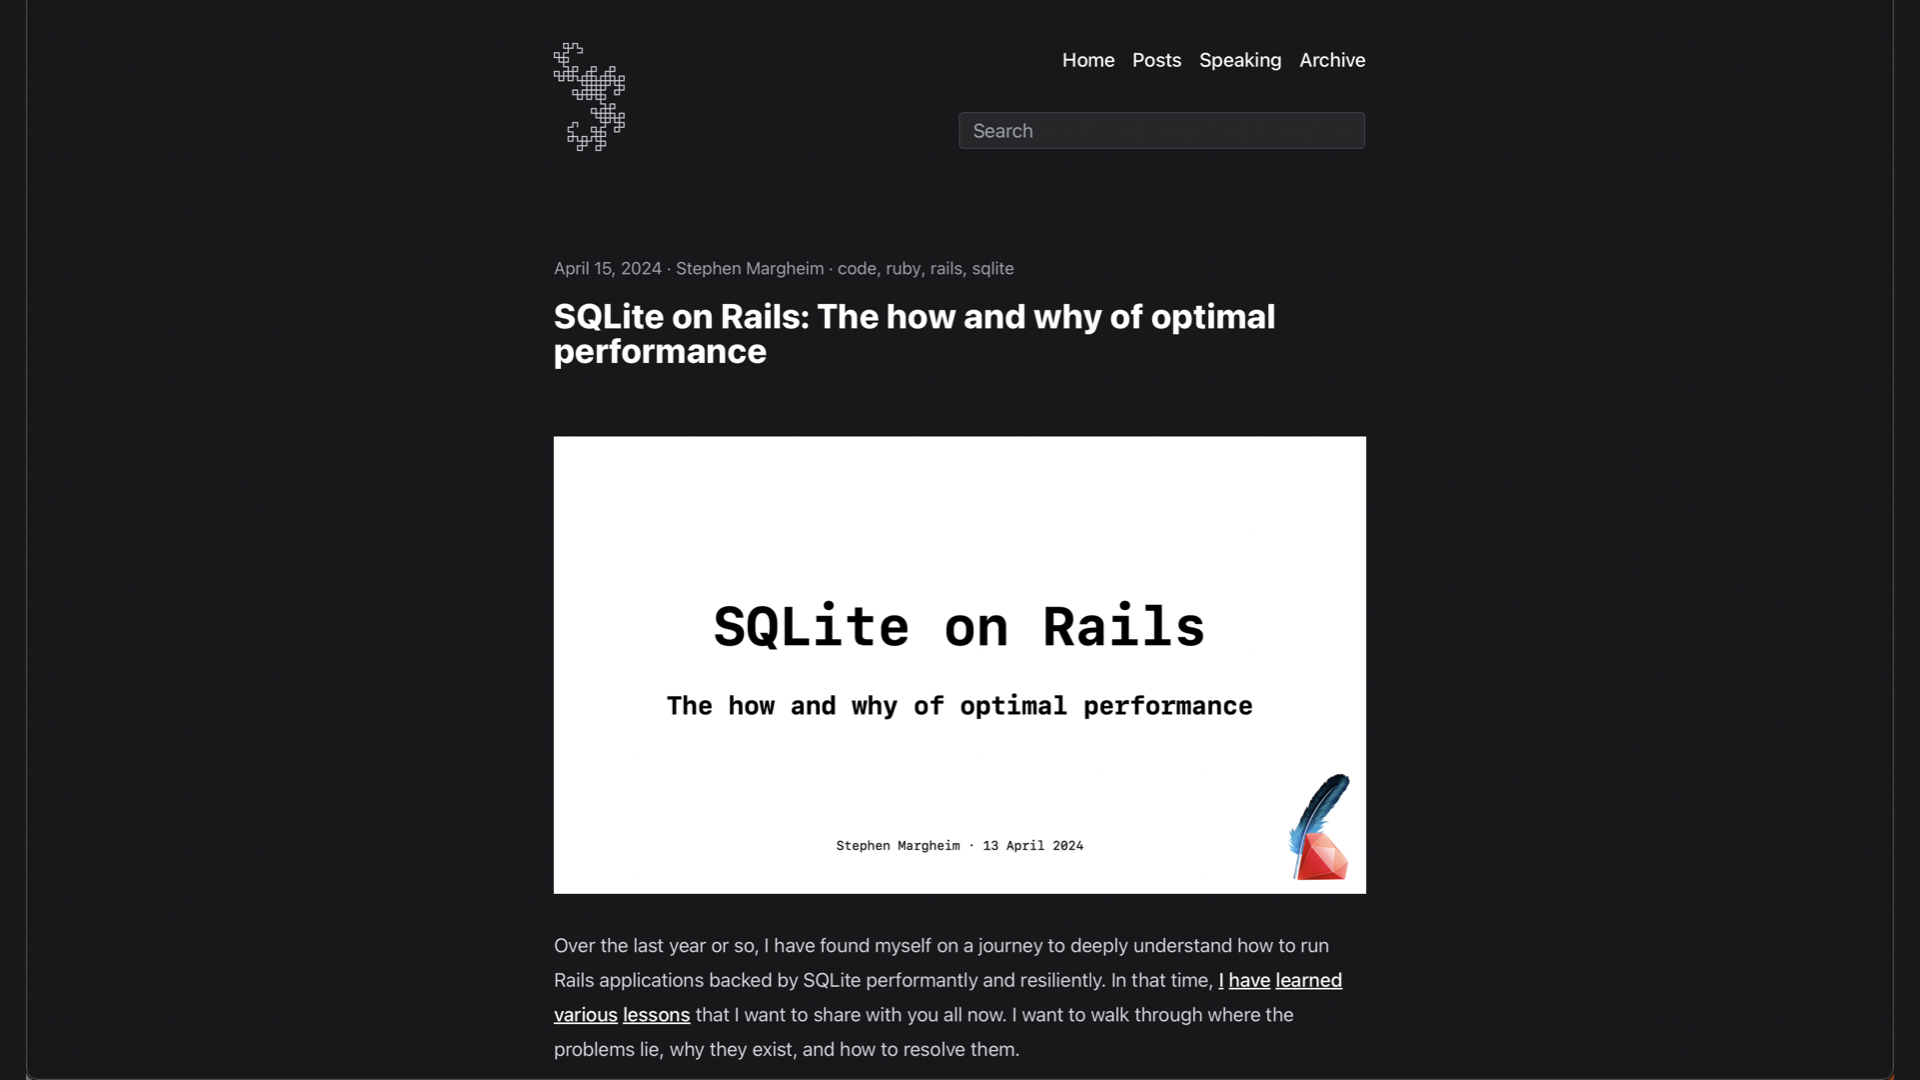 Home Posts Speaking Archive
Search
April 15, 2024 · Stephen Margheim · code, ruby, rails, sqlite
SQLite on Rails: The how and why of optimal
performance
SQLite on Rails
The how and why of optimal performance
Stephen Margheim · 13 April 2024
Over the last year or so, I have found myself on a journey to deeply understand how to run
Rails applications backed by SQLite performantly and resiliently. In that time, I have learned
various lessons that I want to share with you all now. I want to walk through where the
problems lie, why they exist, and how to resolve them.